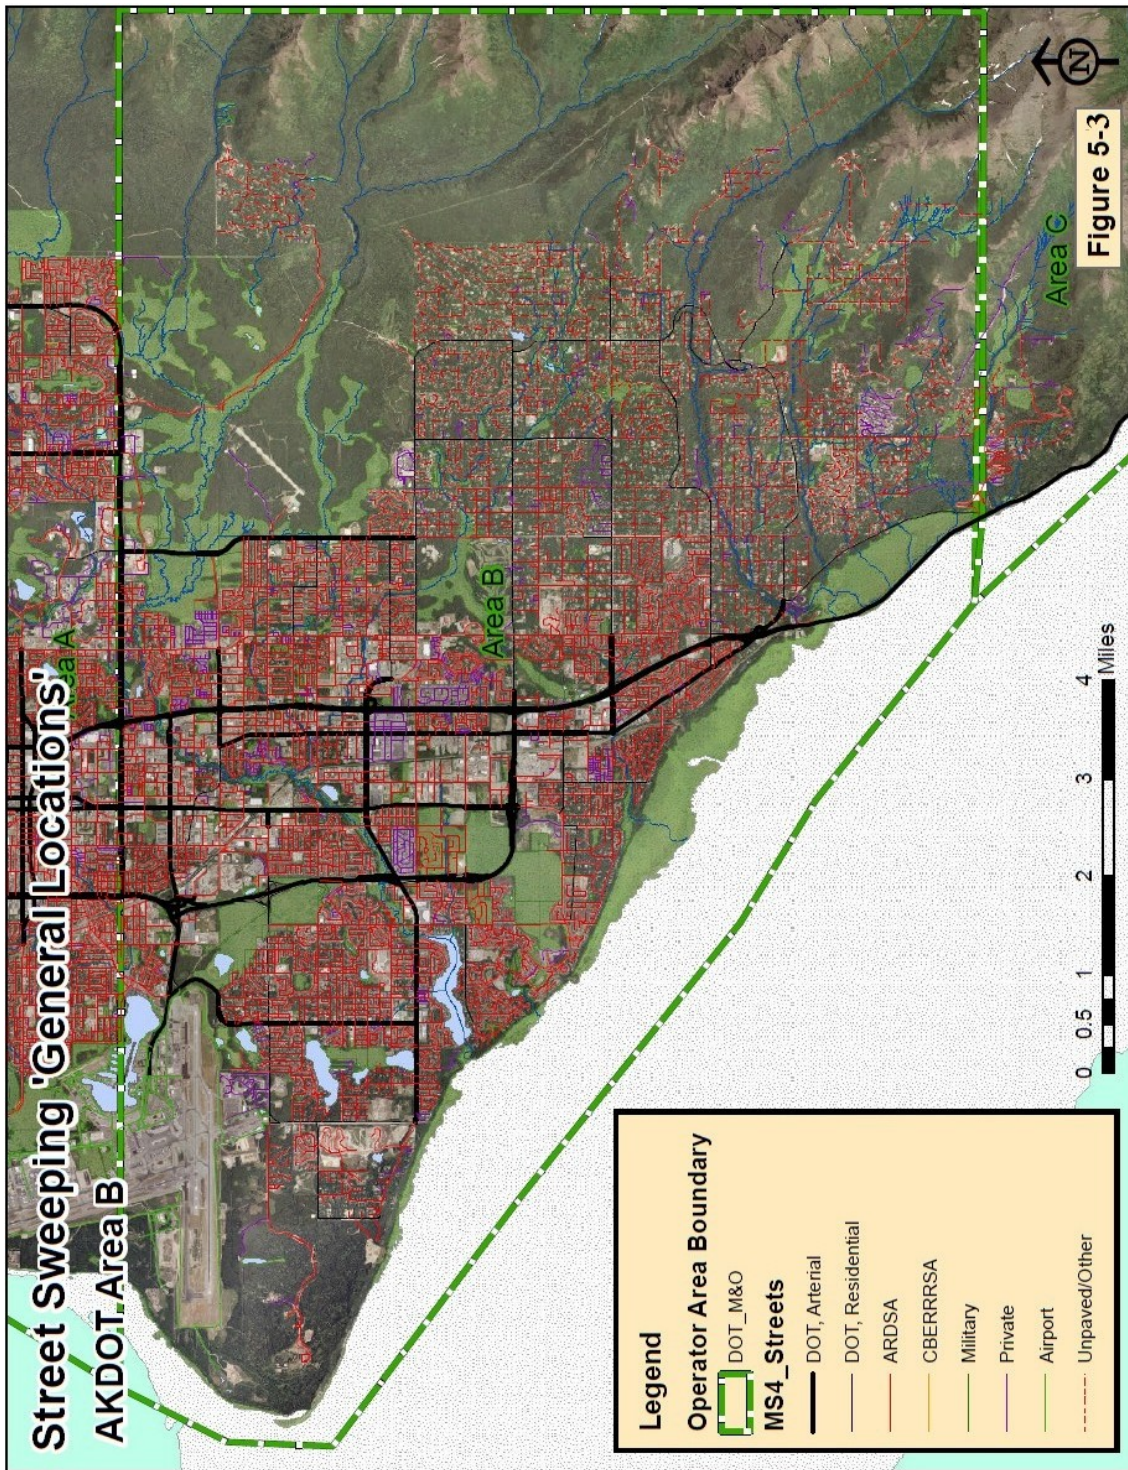 Street Sweeping 'General Locations'
AKDOT Area B
Area A
Area B
Area C
N
Figure 5-3
Legend
Operator Area Boundary
DOT_M&O
MS4_Streets
DOT, Arterial
DOT, Residential
ARDSA
CBERRRSA
Military
Private
Airport
Unpaved/Other
0 0.5 1 2 3 4
Miles